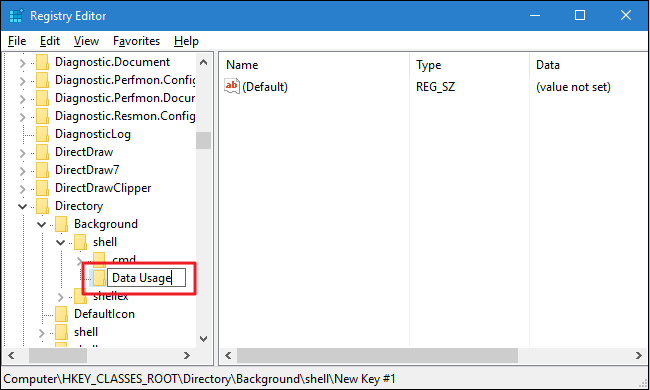 Registry Editor
File Edit View Favorites Help
Diagnostic.Document
Diagnostic.Perfmon.Config
Diagnostic.Perfmon.Docur
Diagnostic.Resmon.Config
DiagnosticLog
DirectDraw
DirectDraw7
DirectDrawClipper
Directory
Background
shell
cmd
Data Usage
shellex
DefaultIcon
shell
Name Type Data
ab (Default) REG_SZ (value not set)
Computer\HKEY_CLASSES_ROOT\Directory\Background\shell\New Key #1